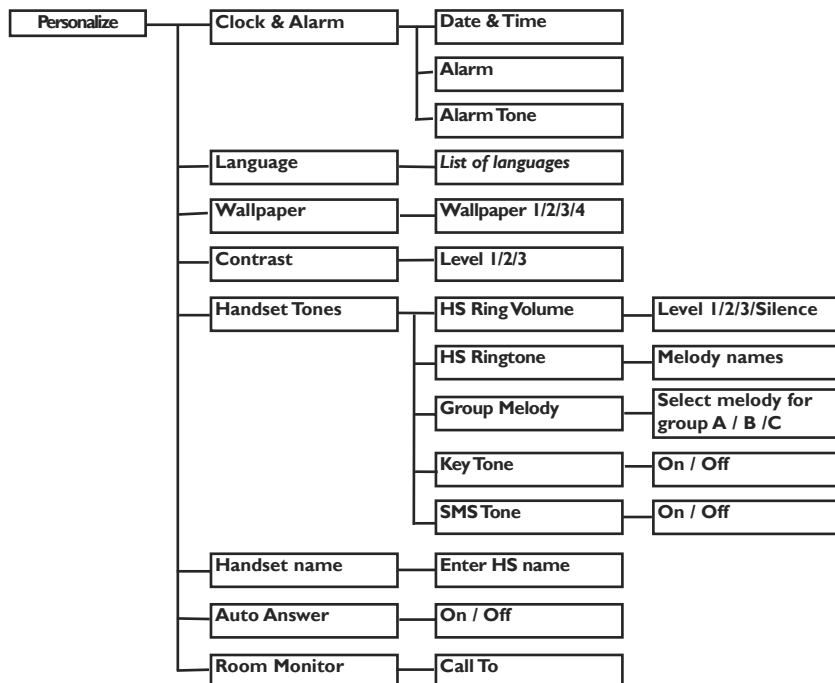 Personalize
Clock & Alarm
Date & Time
Alarm
Alarm Tone
Language
List of languages
Wallpaper
Wallpaper 1/2/3/4
Contrast
Level 1/2/3
Handset Tones
HS Ring Volume
Level 1/2/3/Silence
HS Ringtone
Melody names
Group Melody
Select melody for
group A / B /C
Key Tone
On / Off
SMS Tone
On / Off
Handset name
Enter HS name
Auto Answer
On / Off
Room Monitor
Call To